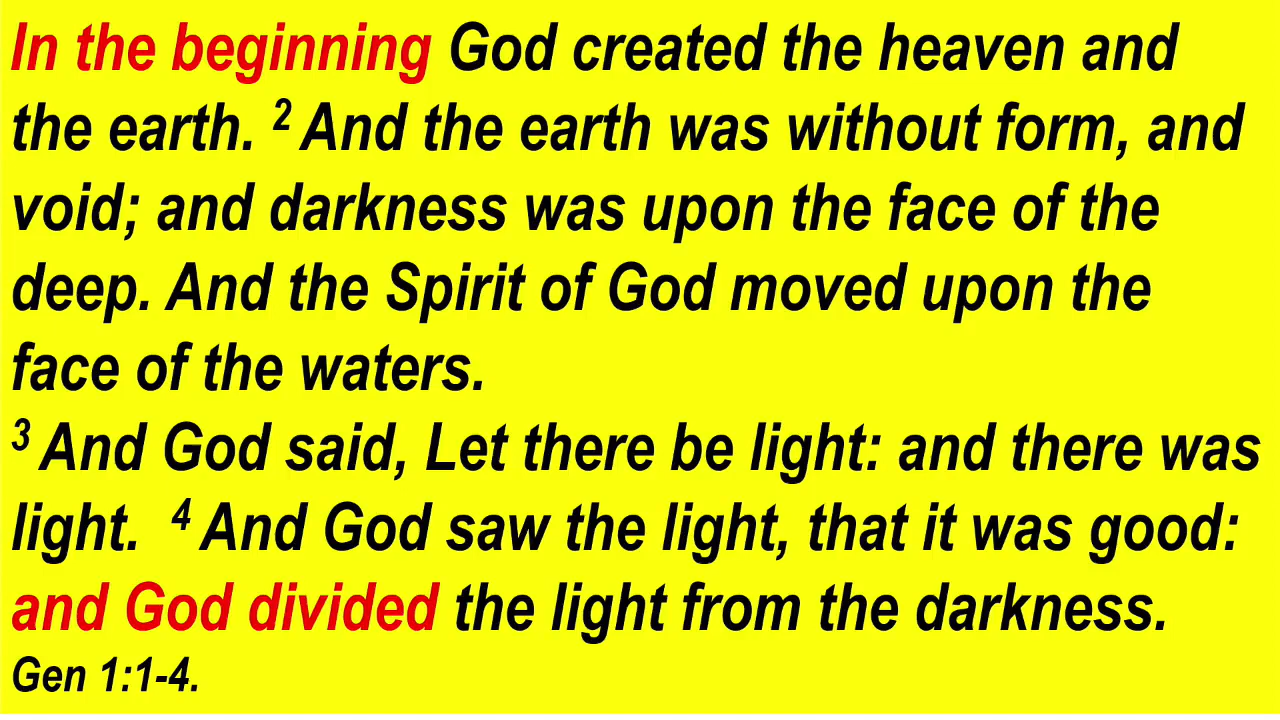 In the beginning God created the heaven and
the earth. ² And the earth was without form, and
void; and darkness was upon the face of the
deep. And the Spirit of God moved upon the
face of the waters.
³ And God said, Let there be light: and there was
light. ⁴ And God saw the light, that it was good:
and God divided the light from the darkness.
Gen 1:1-4.